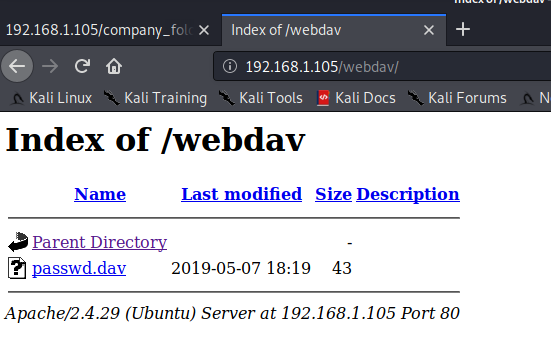 Index of /webdav
192.168.1.105/company_fol
Index of /webdav
192.168.1.105/webdav/
Kali Linux Kali Training Kali Tools Kali Docs Kali Forums N
Index of /webdav
Name Last modified Size Description
Parent Directory -
passwd.dav 2019-05-07 18:19 43
Apache/2.4.29 (Ubuntu) Server at 192.168.1.105 Port 80